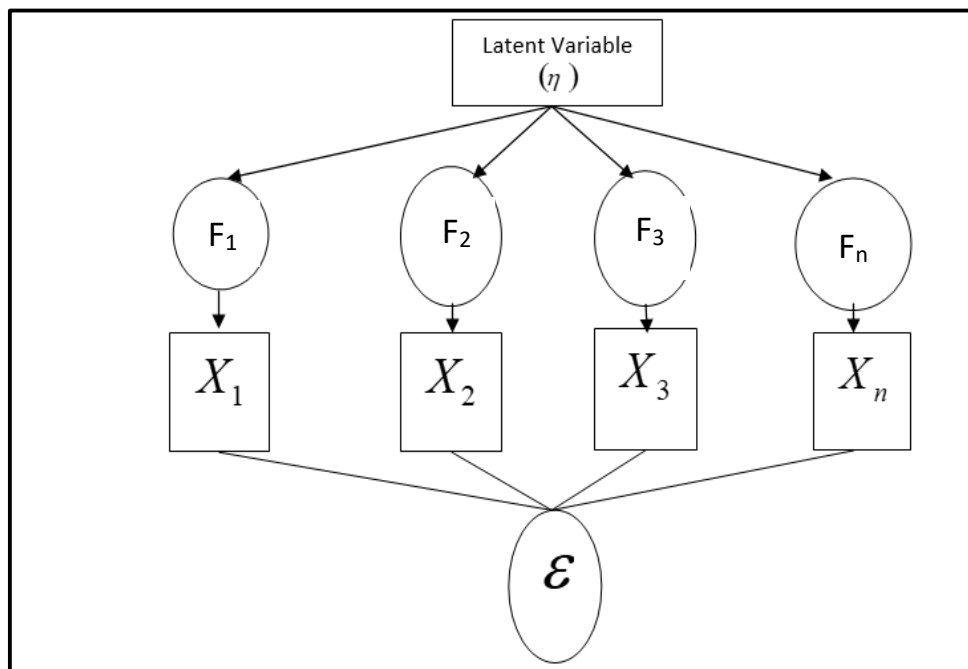 Latent Variable
(η)
F₁ F₂ F₃ Fₙ
X₁ X₂ X₃ Xₙ
ε